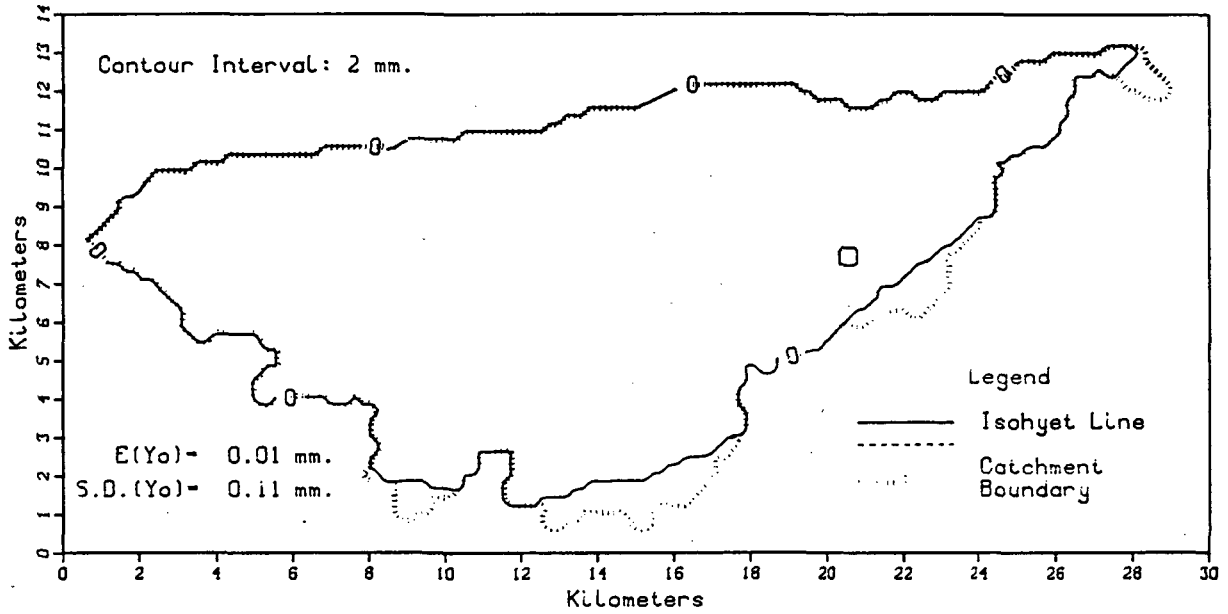 Contour Interval: 2 mm.
14
13
12
11
10
9
8
7
6
5
4
3
2
1
0
Kilometers
0
0
0
0
0
0
E(Yo)= 0.01 mm.
S.D.(Yo)= 0.11 mm.
Legend
Isohyet Line
Catchment
Boundary
0 2 4 6 8 10 12 14 16 18 20 22 24 26 28 30
Kilometers